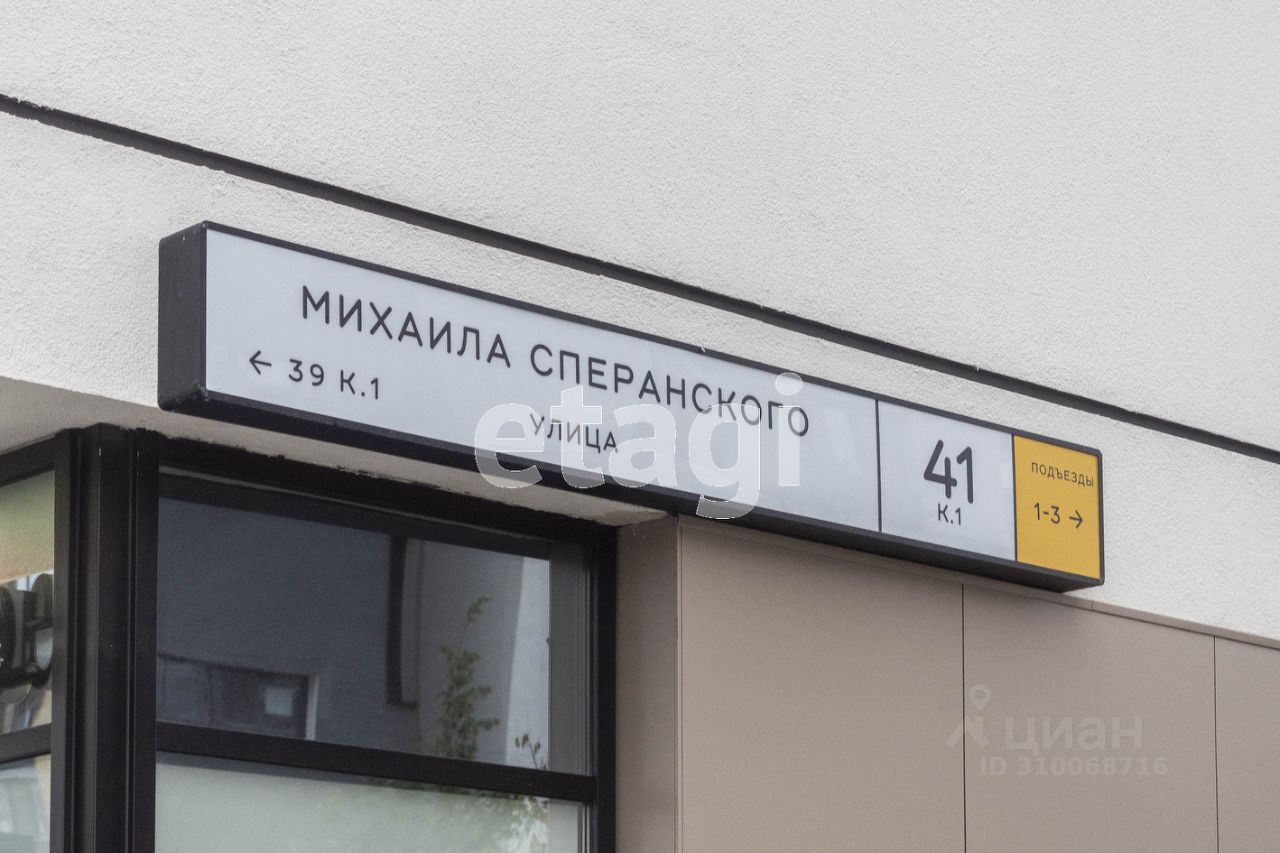 МИХАИЛА СПЕРАНСКОГО
← 39 К.1
УЛИЦА
41
К.1
ПОДЪЕЗДЫ
1-3 →
etagi
циан
ID 310068716